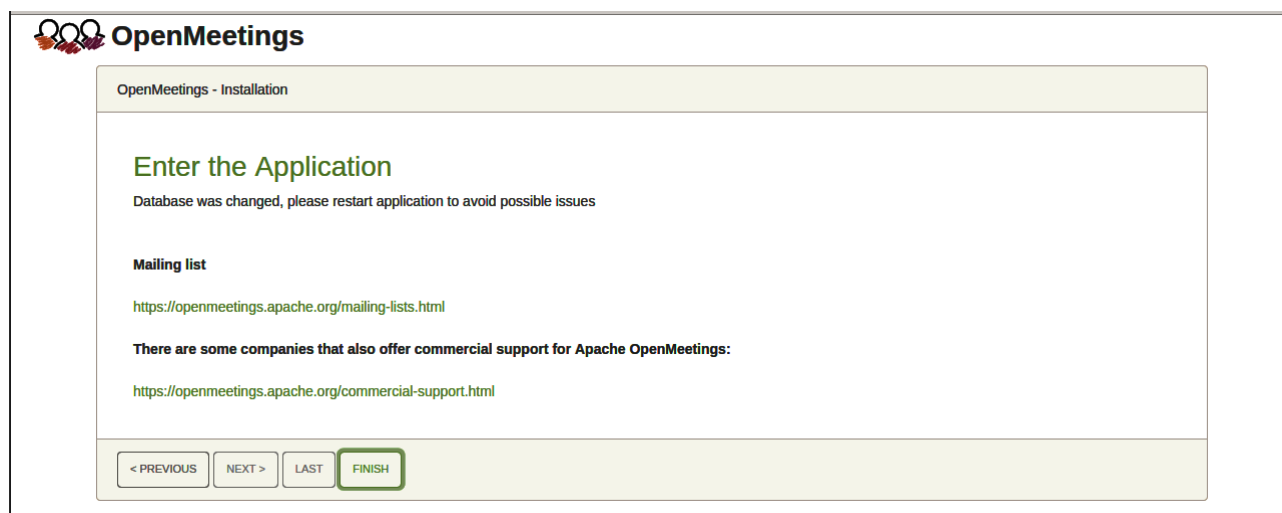 OpenMeetings
OpenMeetings - Installation
Enter the Application
Database was changed, please restart application to avoid possible issues
Mailing list
https://openmeetings.apache.org/mailing-lists.html
There are some companies that also offer commercial support for Apache OpenMeetings:
https://openmeetings.apache.org/commercial-support.html
< PREVIOUS NEXT > LAST FINISH